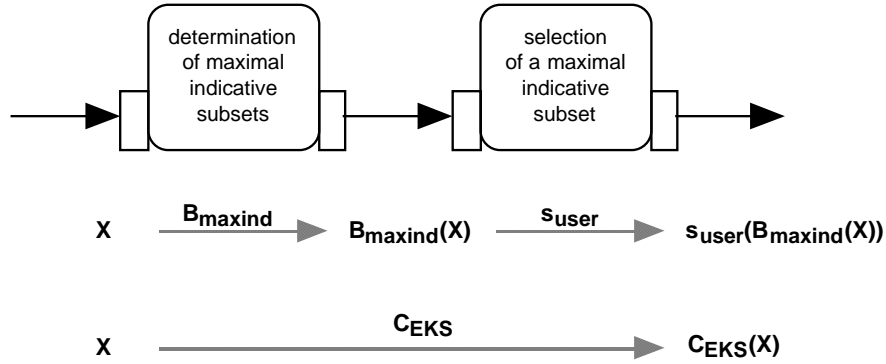 determination
of maximal
indicative
subsets
selection
of a maximal
indicative
subset
X
Bmaxind
Bmaxind(X)
suser
suser(Bmaxind(X))
X
CEKS
CEKS(X)